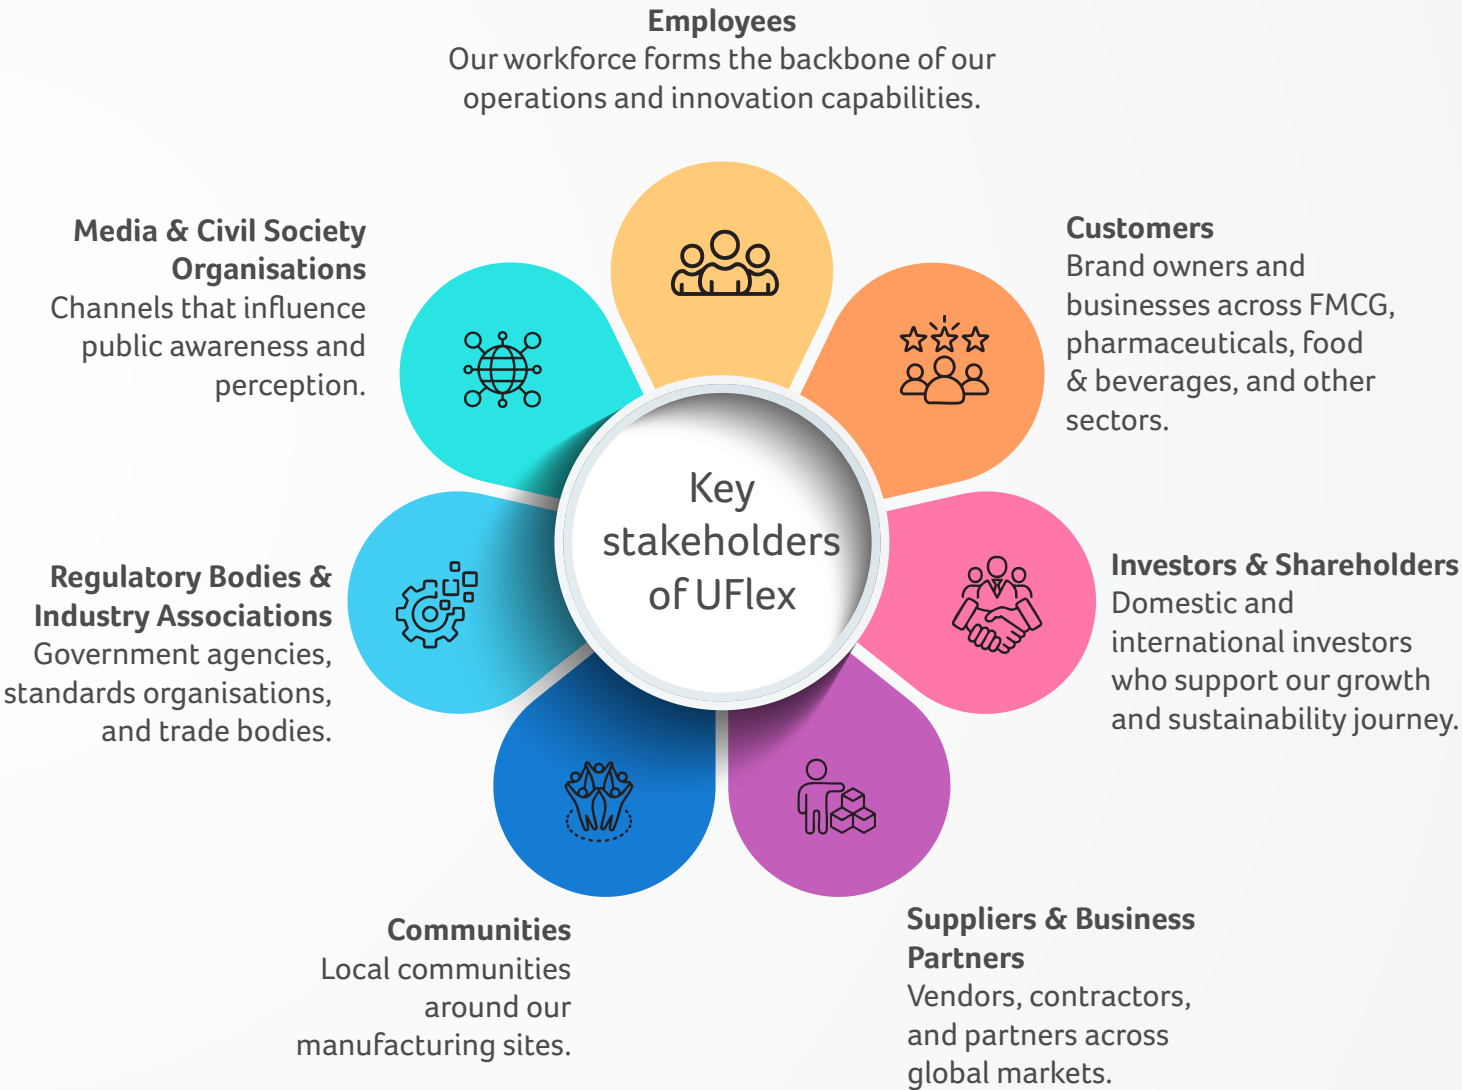 Employees
Our workforce forms the backbone of our
operations and innovation capabilities.
Customers
Brand owners and
businesses across FMCG,
pharmaceuticals, food
& beverages, and other
sectors.
Investors & Shareholders
Domestic and
international investors
who support our growth
and sustainability journey.
Suppliers & Business
Partners
Vendors, contractors,
and partners across
global markets.
Communities
Local communities
around our
manufacturing sites.
Regulatory Bodies &
Industry Associations
Government agencies,
standards organisations,
and trade bodies.
Media & Civil Society
Organisations
Channels that influence
public awareness and
perception.
Key
stakeholders
of UFlex